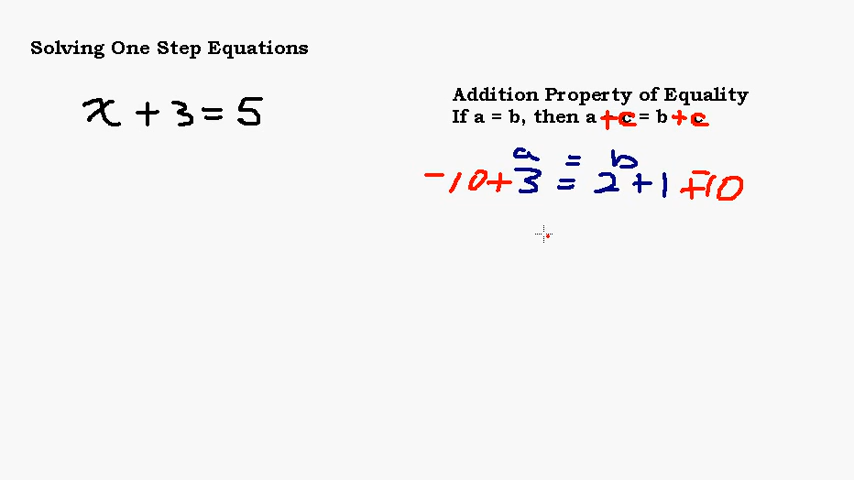 Solving One Step Equations
x + 3 = 5
Addition Property of Equality
If a = b, then a + c = b + c
a = b
-10 + 3 = 2 + 1 + -10